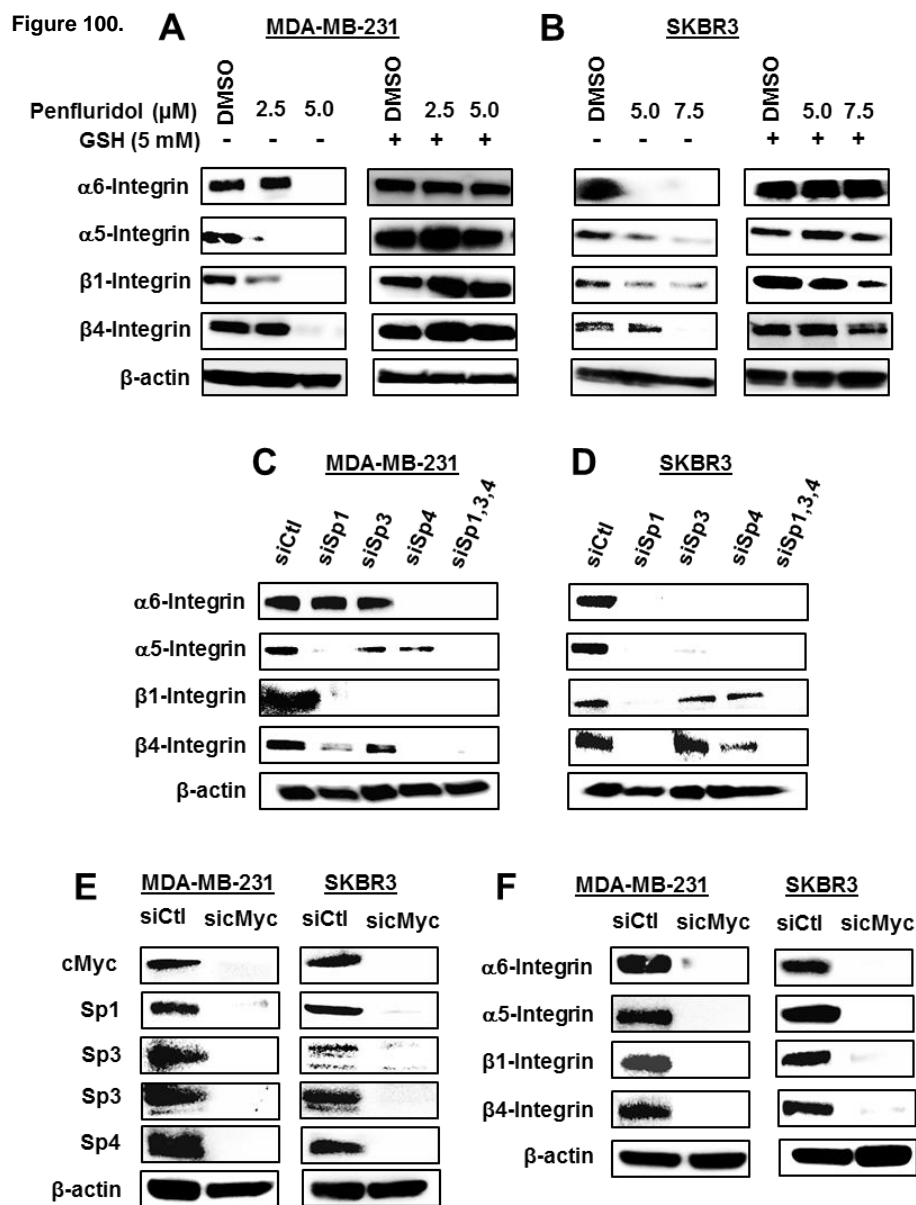 Figure 100.
A
MDA-MB-231
B
SKBR3
Penfluridol (µM)
DMSO
2.5
5.0
DMSO
2.5
5.0
DMSO
5.0
7.5
DMSO
5.0
7.5
GSH (5 mM)
-
-
-
+
+
+
-
-
-
+
+
+
α6-Integrin
α5-Integrin
β1-Integrin
β4-Integrin
β-actin
C
MDA-MB-231
D
SKBR3
siCtl
siSp1
siSp3
siSp4
siSp1,3,4
siCtl
siSp1
siSp3
siSp4
siSp1,3,4
α6-Integrin
α5-Integrin
β1-Integrin
β4-Integrin
β-actin
E
MDA-MB-231
SKBR3
siCtl
sicMyc
siCtl
sicMyc
cMyc
Sp1
Sp3
Sp3
Sp4
β-actin
F
MDA-MB-231
SKBR3
siCtl
sicMyc
siCtl
sicMyc
α6-Integrin
α5-Integrin
β1-Integrin
β4-Integrin
β-actin